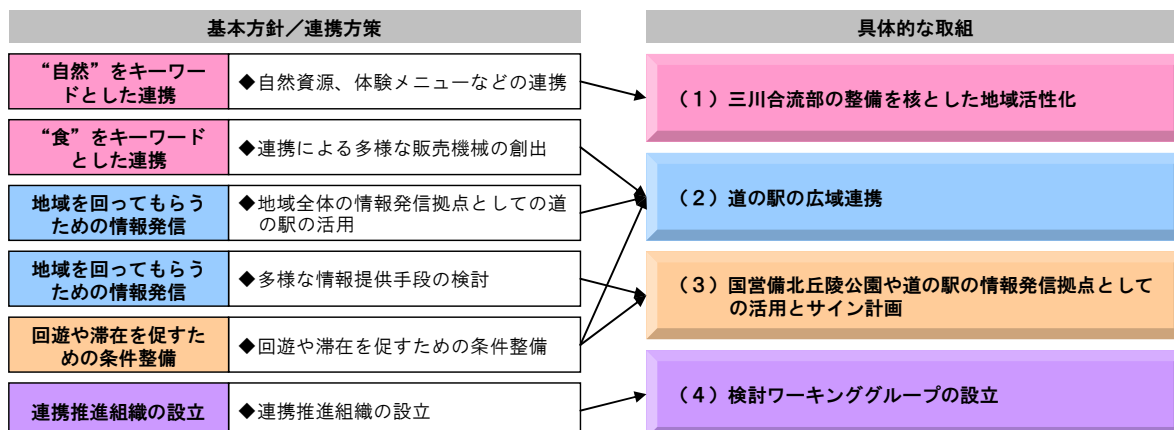 基本方針／連携方策
具体的な取組
“自然”をキーワー
ドとした連携
◆自然資源、体験メニューなどの連携
“食”をキーワード
とした連携
◆連携による多様な販売機械の創出
地域を回ってもらう
ための情報発信
◆地域全体の情報発信拠点としての道
の駅の活用
地域を回ってもらう
ための情報発信
◆多様な情報提供手段の検討
回遊や滞在を促すた
めの条件整備
◆回遊や滞在を促すための条件整備
連携推進組織の設立
◆連携推進組織の設立
（１）三川合流部の整備を核とした地域活性化
（２）道の駅の広域連携
（３）国営備北丘陵公園や道の駅の情報発信拠点として
の活用とサイン計画
（４）検討ワーキンググループの設立